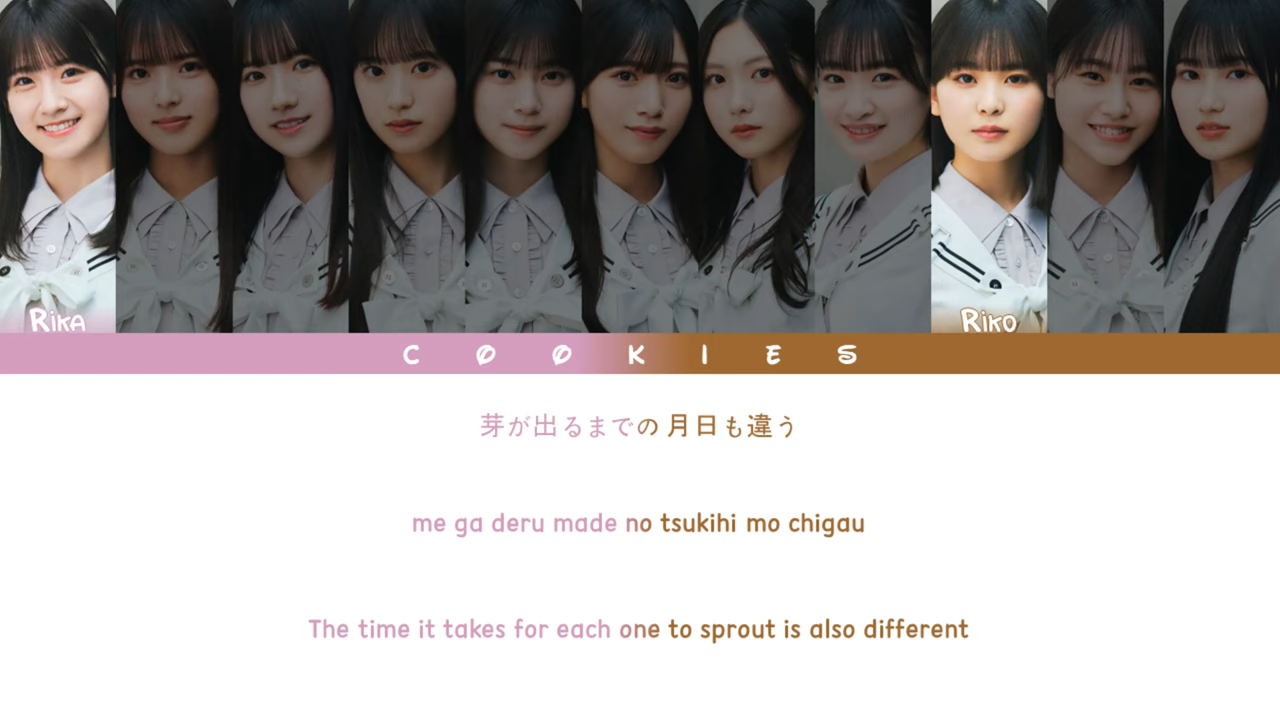 Rika
Riko
COOKIES
芽が出るまでの月日も違う
me ga deru made no tsukihi mo chigau
The time it takes for each one to sprout is also different